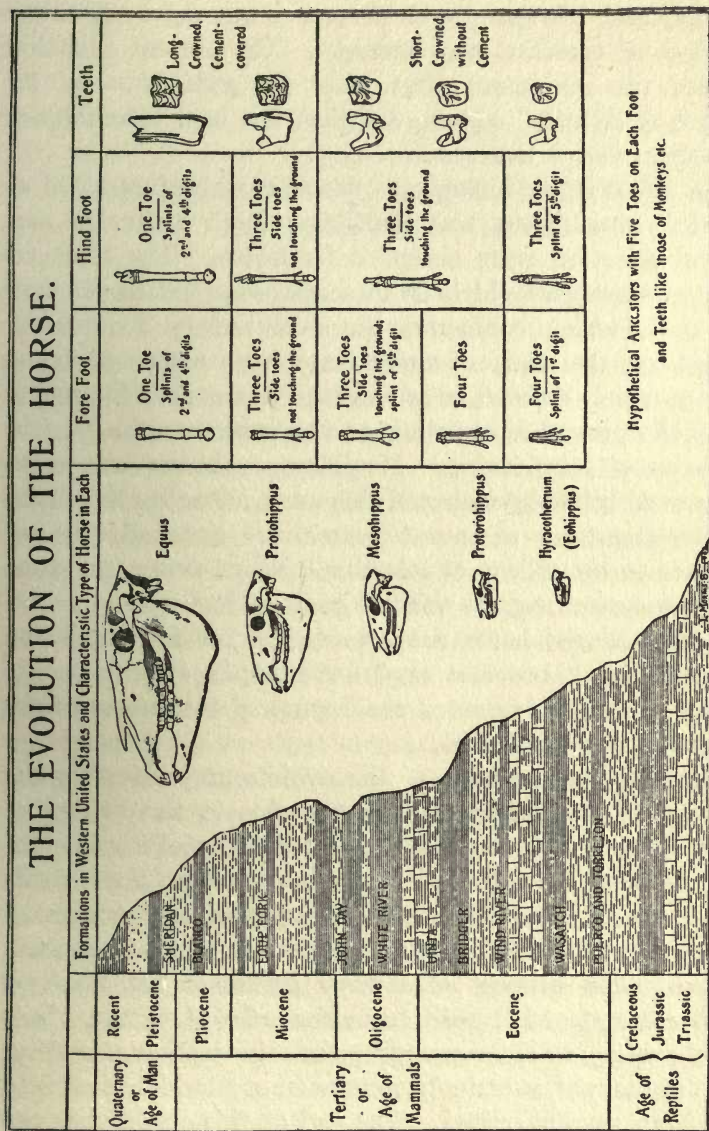 THE EVOLUTION OF THE HORSE.
Formations in Western United States and Characteristic Type of Horse in Each
Fore Foot
Hind Foot
Teeth
Quaternary
or
Age of Man
Recent
Pleistocene
SHERIDAN
Equus
One Toe
Splints of
2nd and 4th digits
One Toe
Splints of
2nd and 4th digits
Long-
Crowned,
Cement-
covered
Tertiary
or
Age of
Mammals
Pliocene
BLANCO
Miocene
LOUP FORK
Protohippus
Three Toes
Side toes
not touching the ground
Three Toes
Side toes
not touching the ground
JOHN DAY
Oligocene
WHITE RIVER
Mesohippus
Three Toes
Side toes
touching the ground;
splint of 5th digit
Three Toes
Side toes
touching the ground
Short-
Crowned,
without
Cement
UINTA
BRIDGER
Eocene
WIND RIVER
Protorohippus
Four Toes
WASATCH
Hyracotherium
(Eohippus)
Four Toes
Splint of 1st digit
Three Toes
Splint of 5th digit
PUERCO AND TORREJON
Age of
Reptiles
Cretaceous
Jurassic
Triassic
Hypothetical Ancestors with Five Toes on Each Foot
and Teeth like those of Monkeys etc.